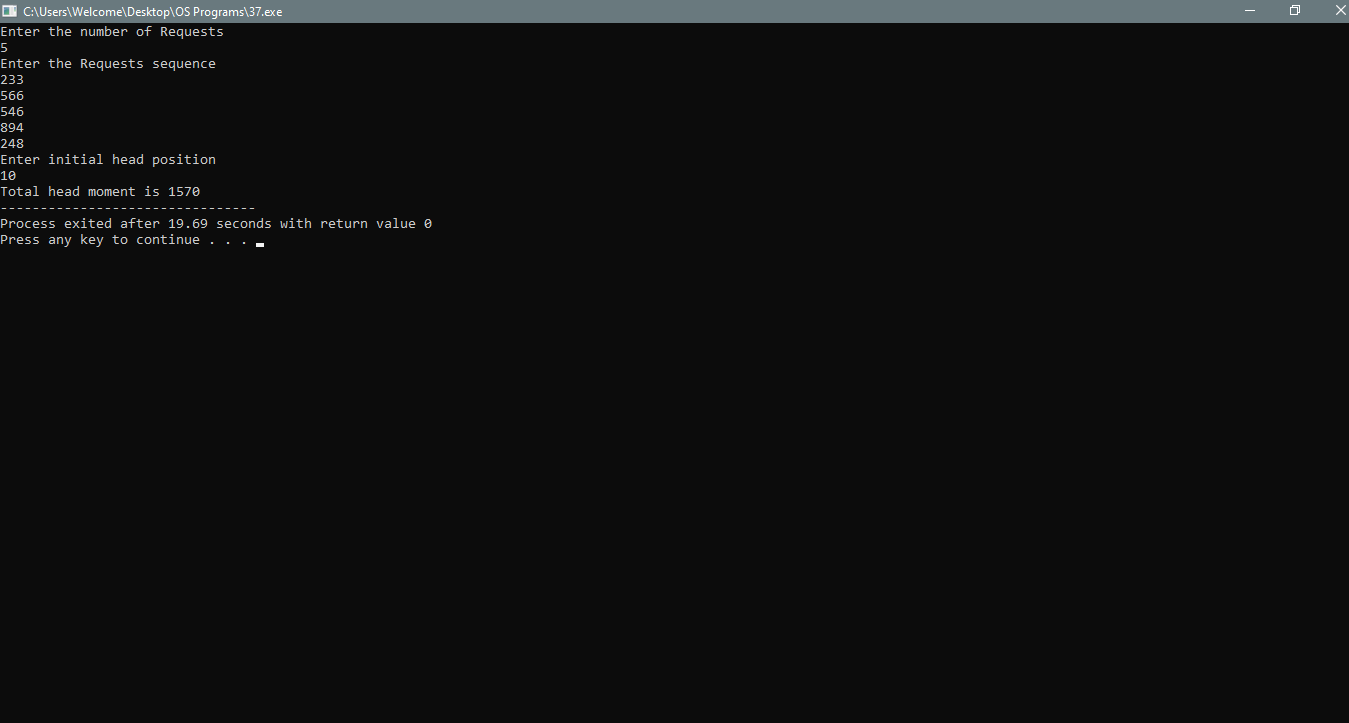 C:\Users\Welcome\Desktop\OS Programs\37.exe
Enter the number of Requests
5
Enter the Requests sequence
233
566
546
894
248
Enter initial head position
10
Total head moment is 1570
--------------------------------
Process exited after 19.69 seconds with return value 0
Press any key to continue . . .